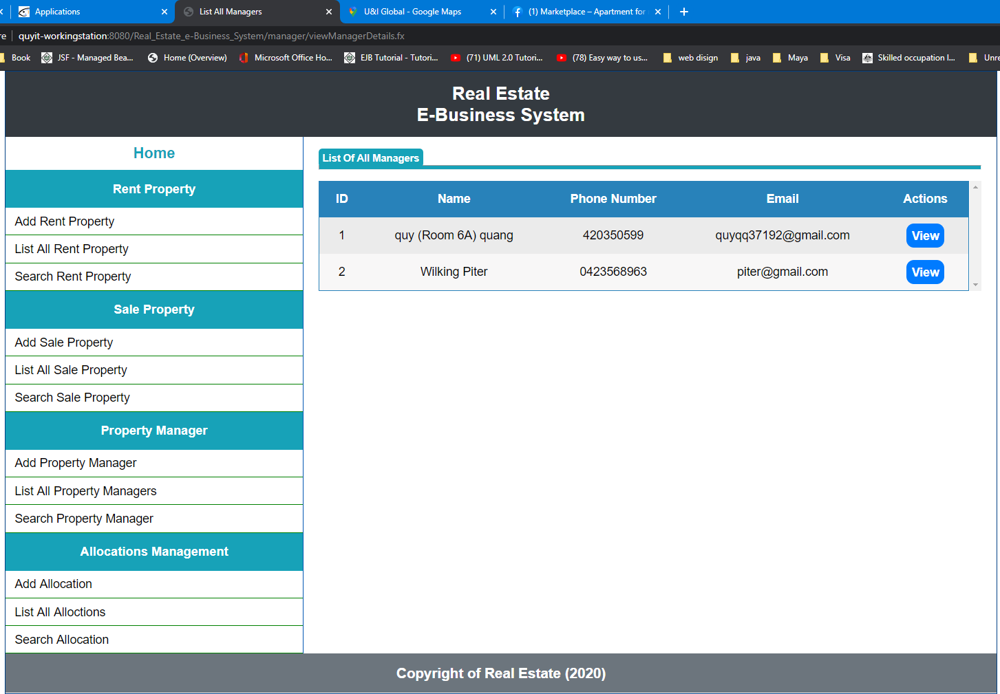 Applications
List All Managers
U&I Global - Google Maps
(1) Marketplace – Apartment for
re
quyit-workingstation:8080/Real_Estate_e-Business_System/manager/viewManagerDetails.fx
Book
JSF - Managed Bea...
Home (Overview)
Microsoft Office Ho...
EJB Tutorial - Tutori...
(71) UML 2.0 Tutori...
(78) Easy way to us...
web disign
java
Maya
Visa
Skilled occupation l...
Unre
Real Estate
E-Business System
Home
Rent Property
Add Rent Property
List All Rent Property
Search Rent Property
Sale Property
Add Sale Property
List All Sale Property
Search Sale Property
Property Manager
Add Property Manager
List All Property Managers
Search Property Manager
Allocations Management
Add Allocation
List All Alloctions
Search Allocation
List Of All Managers
ID Name Phone Number Email Actions
1 quy (Room 6A) quang 420350599 quyqq37192@gmail.com View
2 Wilking Piter 0423568963 piter@gmail.com View
Copyright of Real Estate (2020)